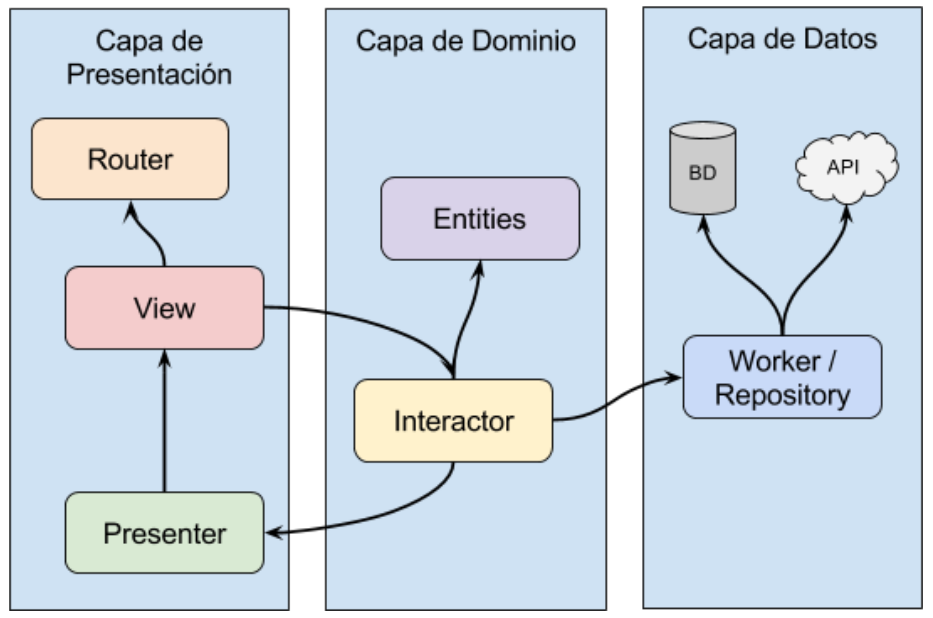 Capa de
Presentación
Router
View
Presenter
Capa de Dominio
Entities
Interactor
Capa de Datos
BD
API
Worker /
Repository